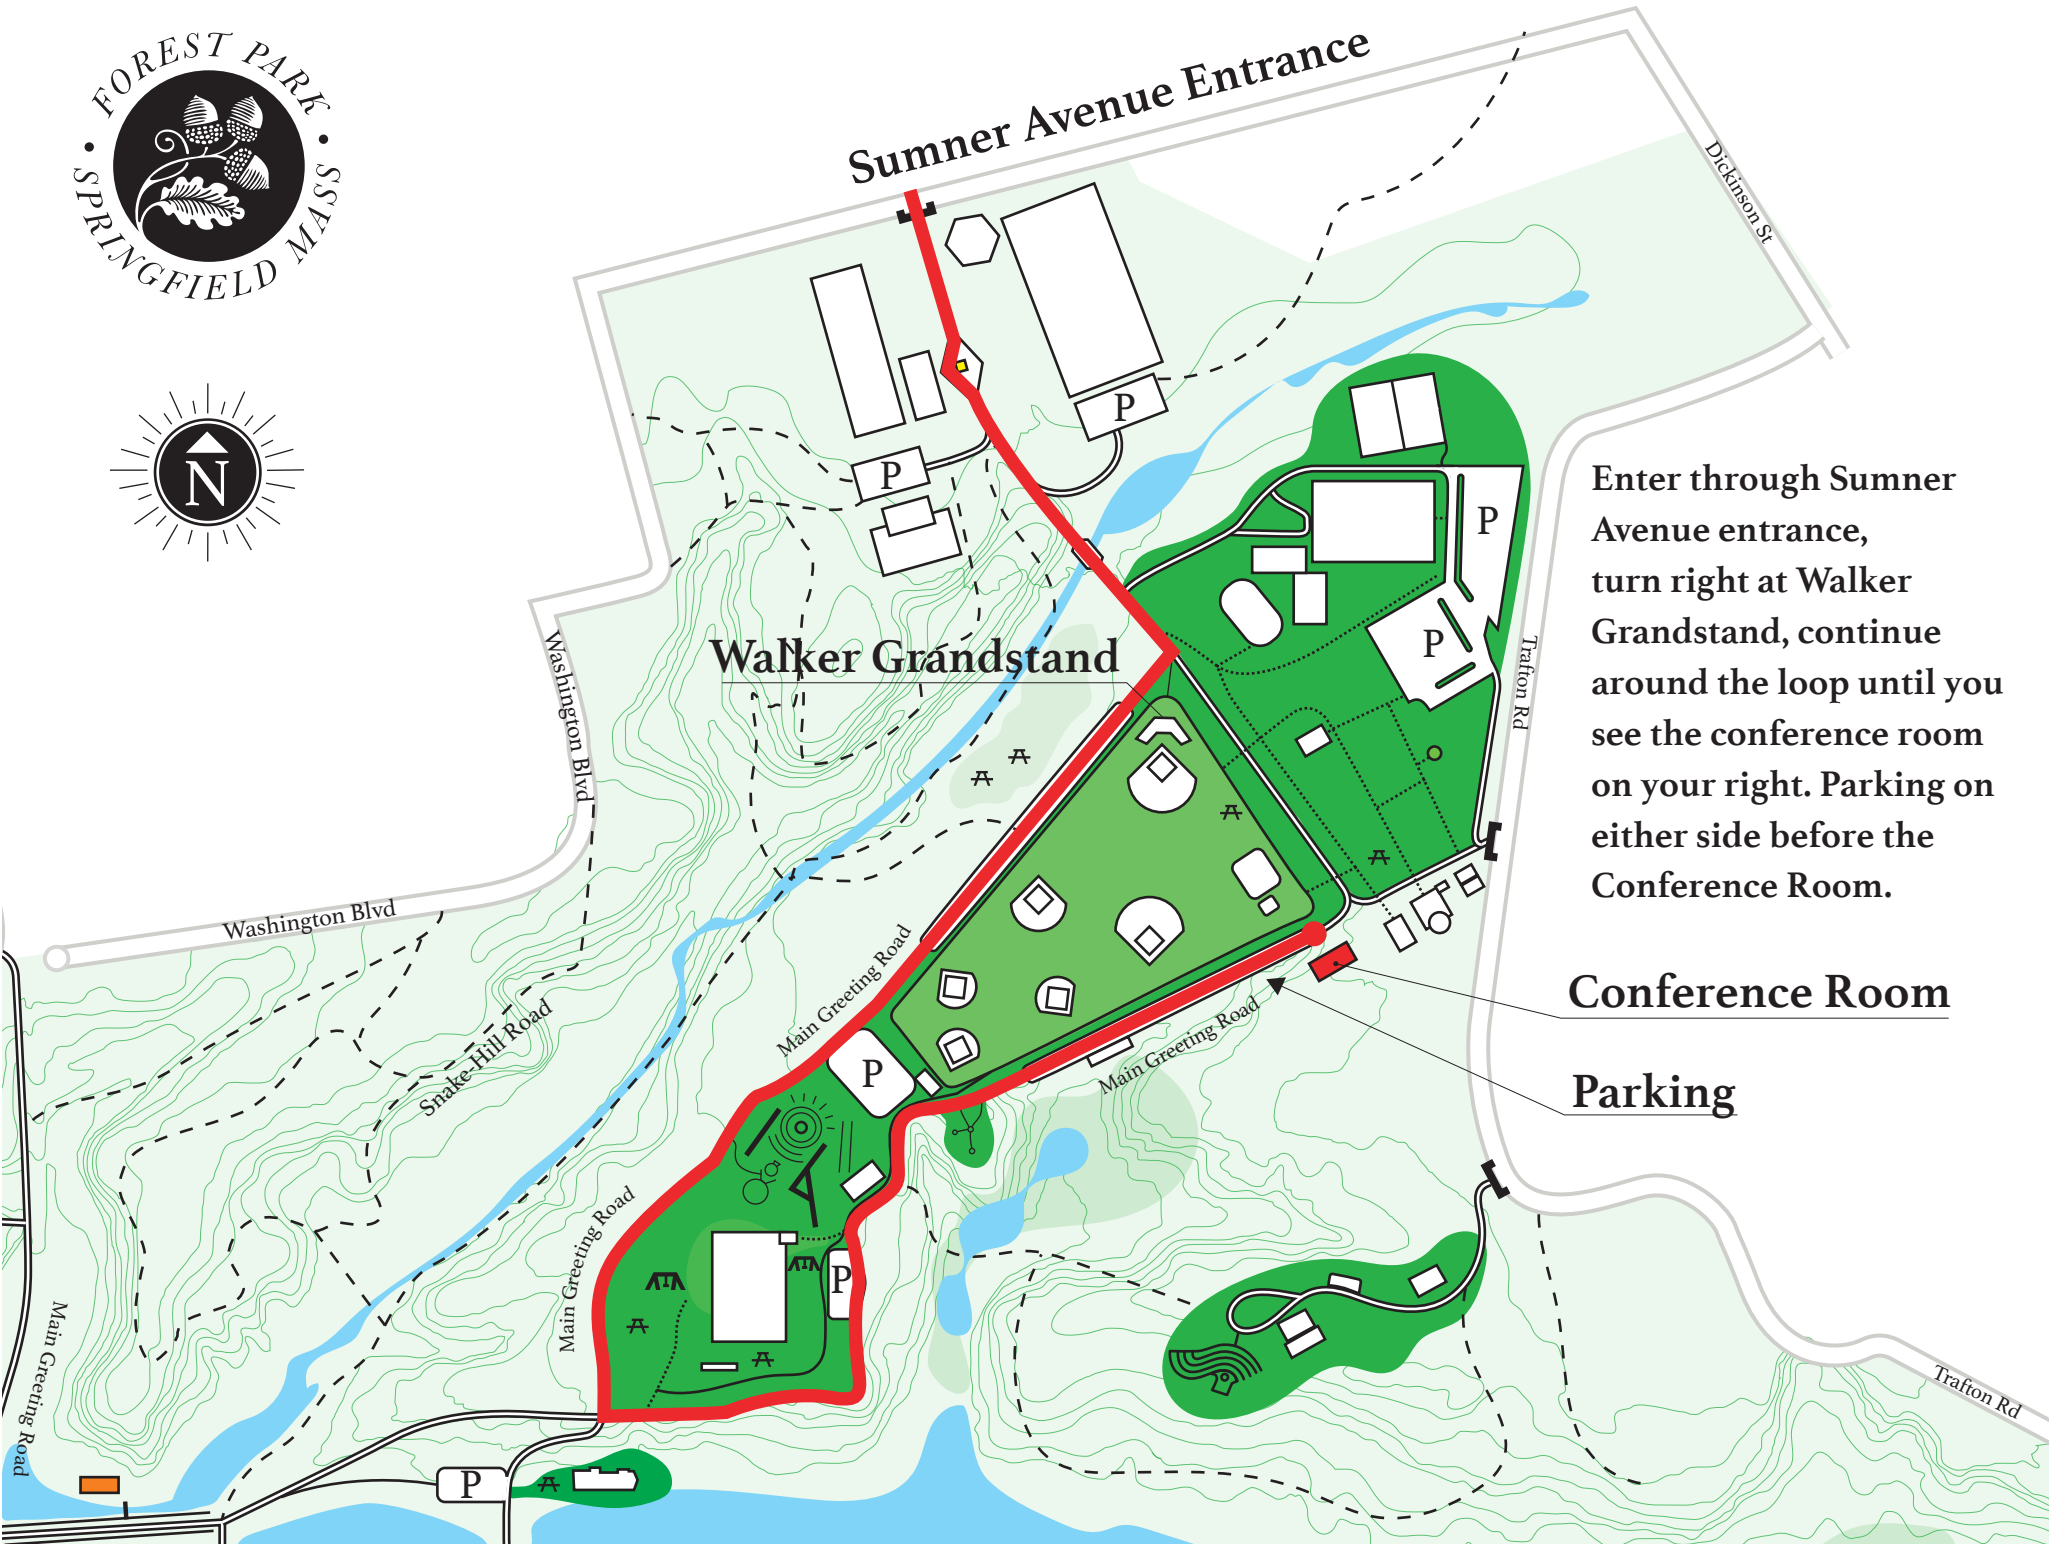 FOREST PARK
• SPRINGFIELD MASS •
N
Sumner Avenue Entrance
Dickinson St
P
P
P
P
Enter through Sumner
Avenue entrance,
turn right at Walker
Grandstand, continue
around the loop until you
see the conference room
on your right. Parking on
either side before the
Conference Room.
Walker Grandstand
Washington Blvd
Trafton Rd
Washington Blvd
Main Greeting Road
Snake-Hill Road
Conference Room
Main Greeting Road
P
Parking
Main Greeting Road
P
Main Greeting Road
Trafton Rd
P